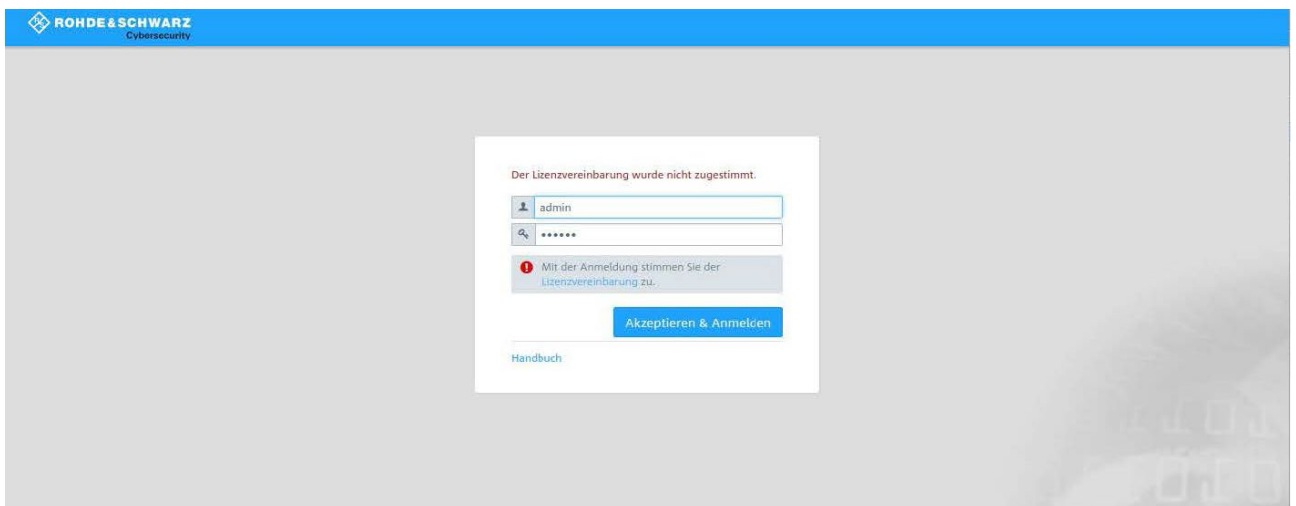 ROHDE&SCHWARZ
Cybersecurity
Der Lizenzvereinbarung wurde nicht zugestimmt.
admin
••••••
Mit der Anmeldung stimmen Sie der
Lizenzvereinbarung zu.
Akzeptieren & Anmelden
Handbuch